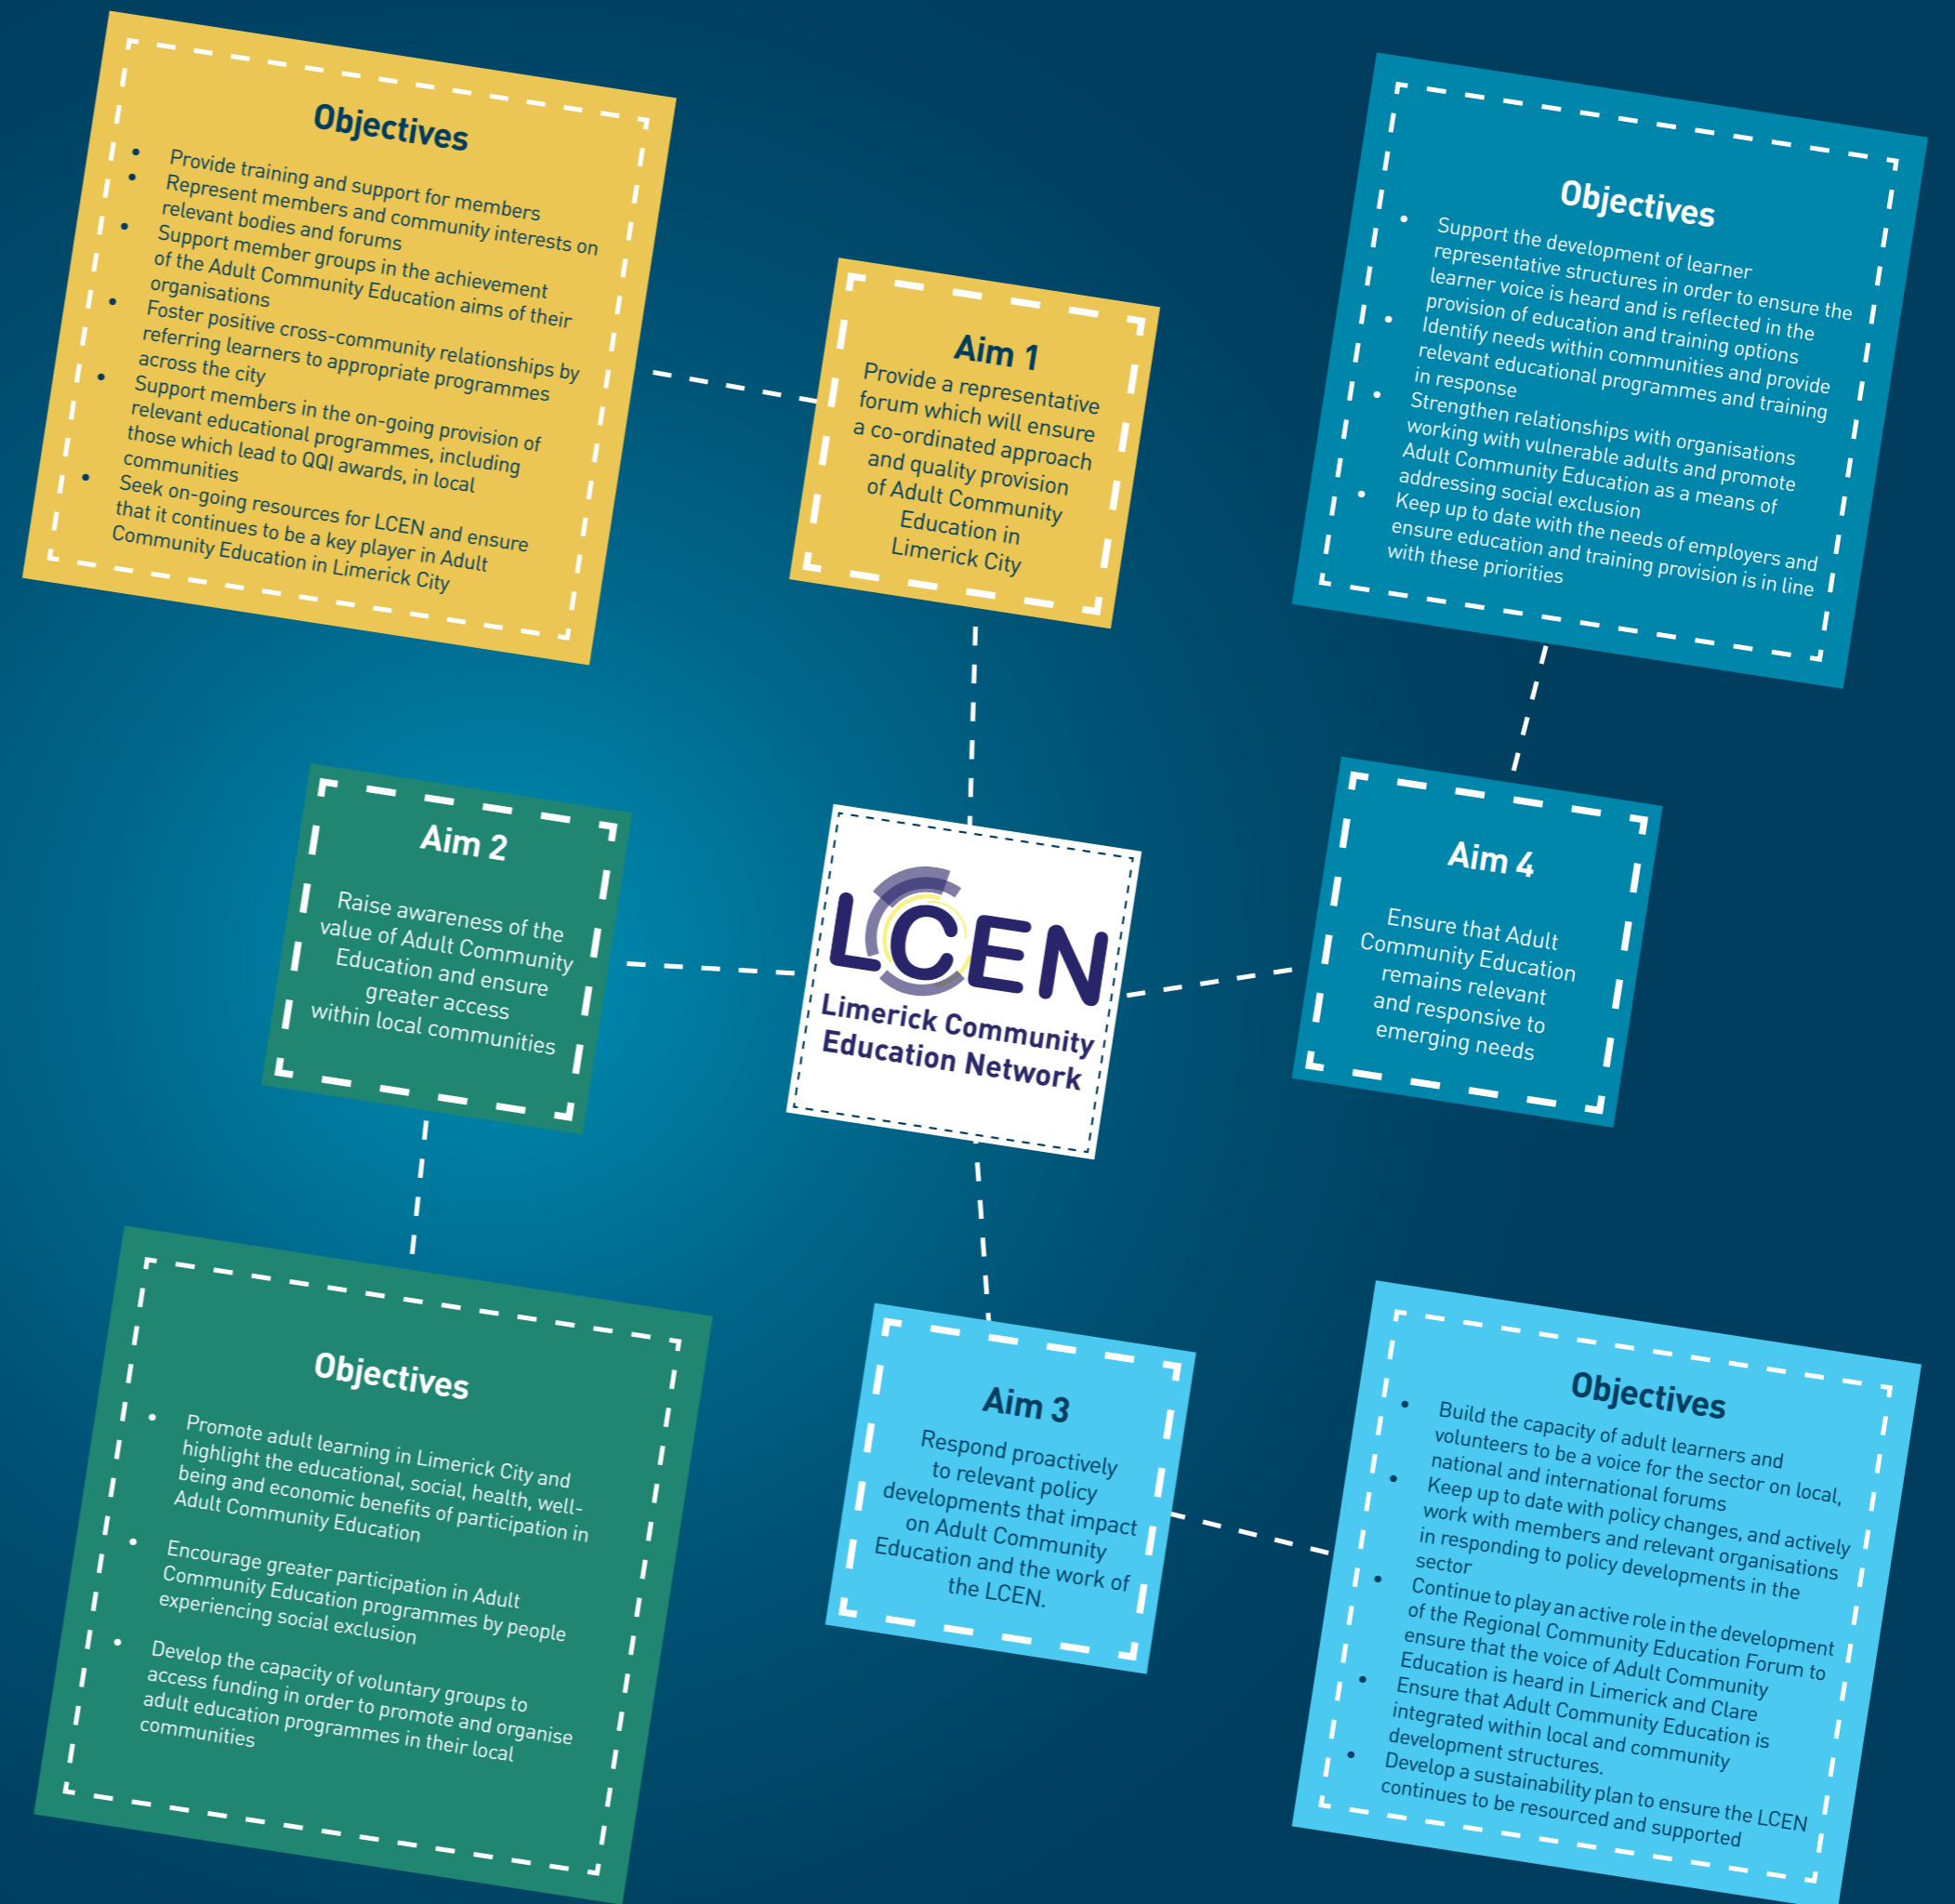 Objectives
• Provide training and support for members
• Represent members and community interests on
relevant bodies and forums
• Support member groups in the achievement
of the Adult Community Education aims of their
organisations
• Foster positive cross-community relationships by
referring learners to appropriate programmes
across the city
• Support members in the on-going provision of
relevant educational programmes, including
those which lead to QQI awards, in local
communities
• Seek on-going resources for LCEN and ensure
that it continues to be a key player in Adult
Community Education in Limerick City
Aim 1
Provide a representative
forum which will ensure
a co-ordinated approach
and quality provision
of Adult Community
Education in
Limerick City
Objectives
• Support the development of learner
representative structures in order to ensure the
learner voice is heard and is reflected in the
provision of education and training options
• Identify needs within communities and provide
relevant educational programmes and training
in response
• Strengthen relationships with organisations
working with vulnerable adults and promote
Adult Community Education as a means of
addressing social exclusion
• Keep up to date with the needs of employers and
ensure education and training provision is in line
with these priorities
Aim 2
Raise awareness of the
value of Adult Community
Education and ensure
greater access
within local communities
LCEN
Limerick Community
Education Network
Aim 4
Ensure that Adult
Community Education
remains relevant
and responsive to
emerging needs
Objectives
• Promote adult learning in Limerick City and
highlight the educational, social, health, well-
being and economic benefits of participation in
Adult Community Education
• Encourage greater participation in Adult
Community Education programmes by people
experiencing social exclusion
• Develop the capacity of voluntary groups to
access funding in order to promote and organise
adult education programmes in their local
communities
Aim 3
Respond proactively
to relevant policy
developments that impact
on Adult Community
Education and the work of
the LCEN.
Objectives
• Build the capacity of adult learners and
volunteers to be a voice for the sector on local,
national and international forums
• Keep up to date with policy changes, and actively
work with members and relevant organisations
in responding to policy developments in the
sector
• Continue to play an active role in the development
of the Regional Community Education Forum to
ensure that the voice of Adult Community
Education is heard in Limerick and Clare
• Ensure that Adult Community Education is
integrated within local and community
development structures.
• Develop a sustainability plan to ensure the LCEN
continues to be resourced and supported